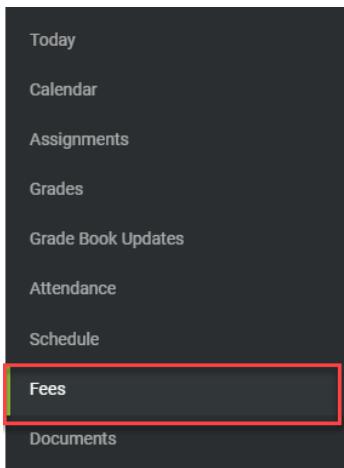 Today
Calendar
Assignments
Grades
Grade Book Updates
Attendance
Schedule
Fees
Documents